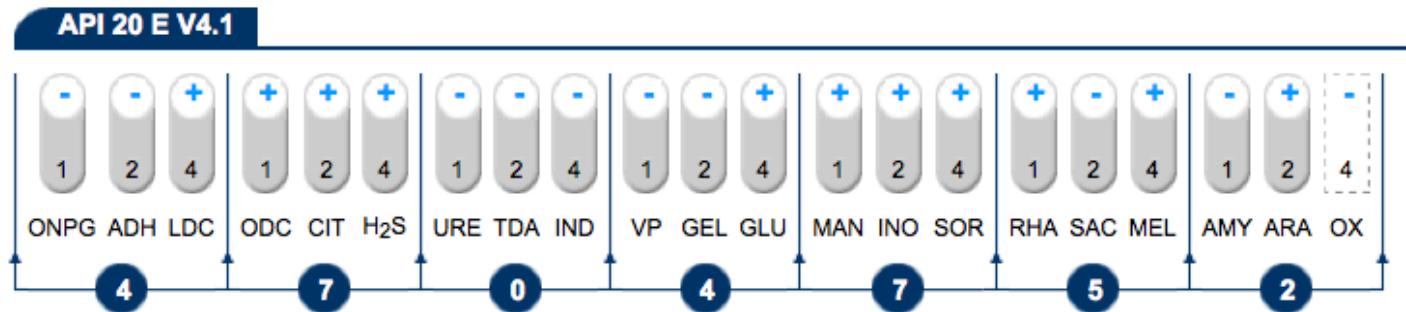 API 20 E V4.1
- - + + + + - - - - - + + + + + - + - + -
1 2 4 1 2 4 1 2 4 1 2 4 1 2 4 1 2 4 1 2 4
ONPG ADH LDC ODC CIT H₂S URE TDA IND VP GEL GLU MAN INO SOR RHA SAC MEL AMY ARA OX
4 7 0 4 7 5 2